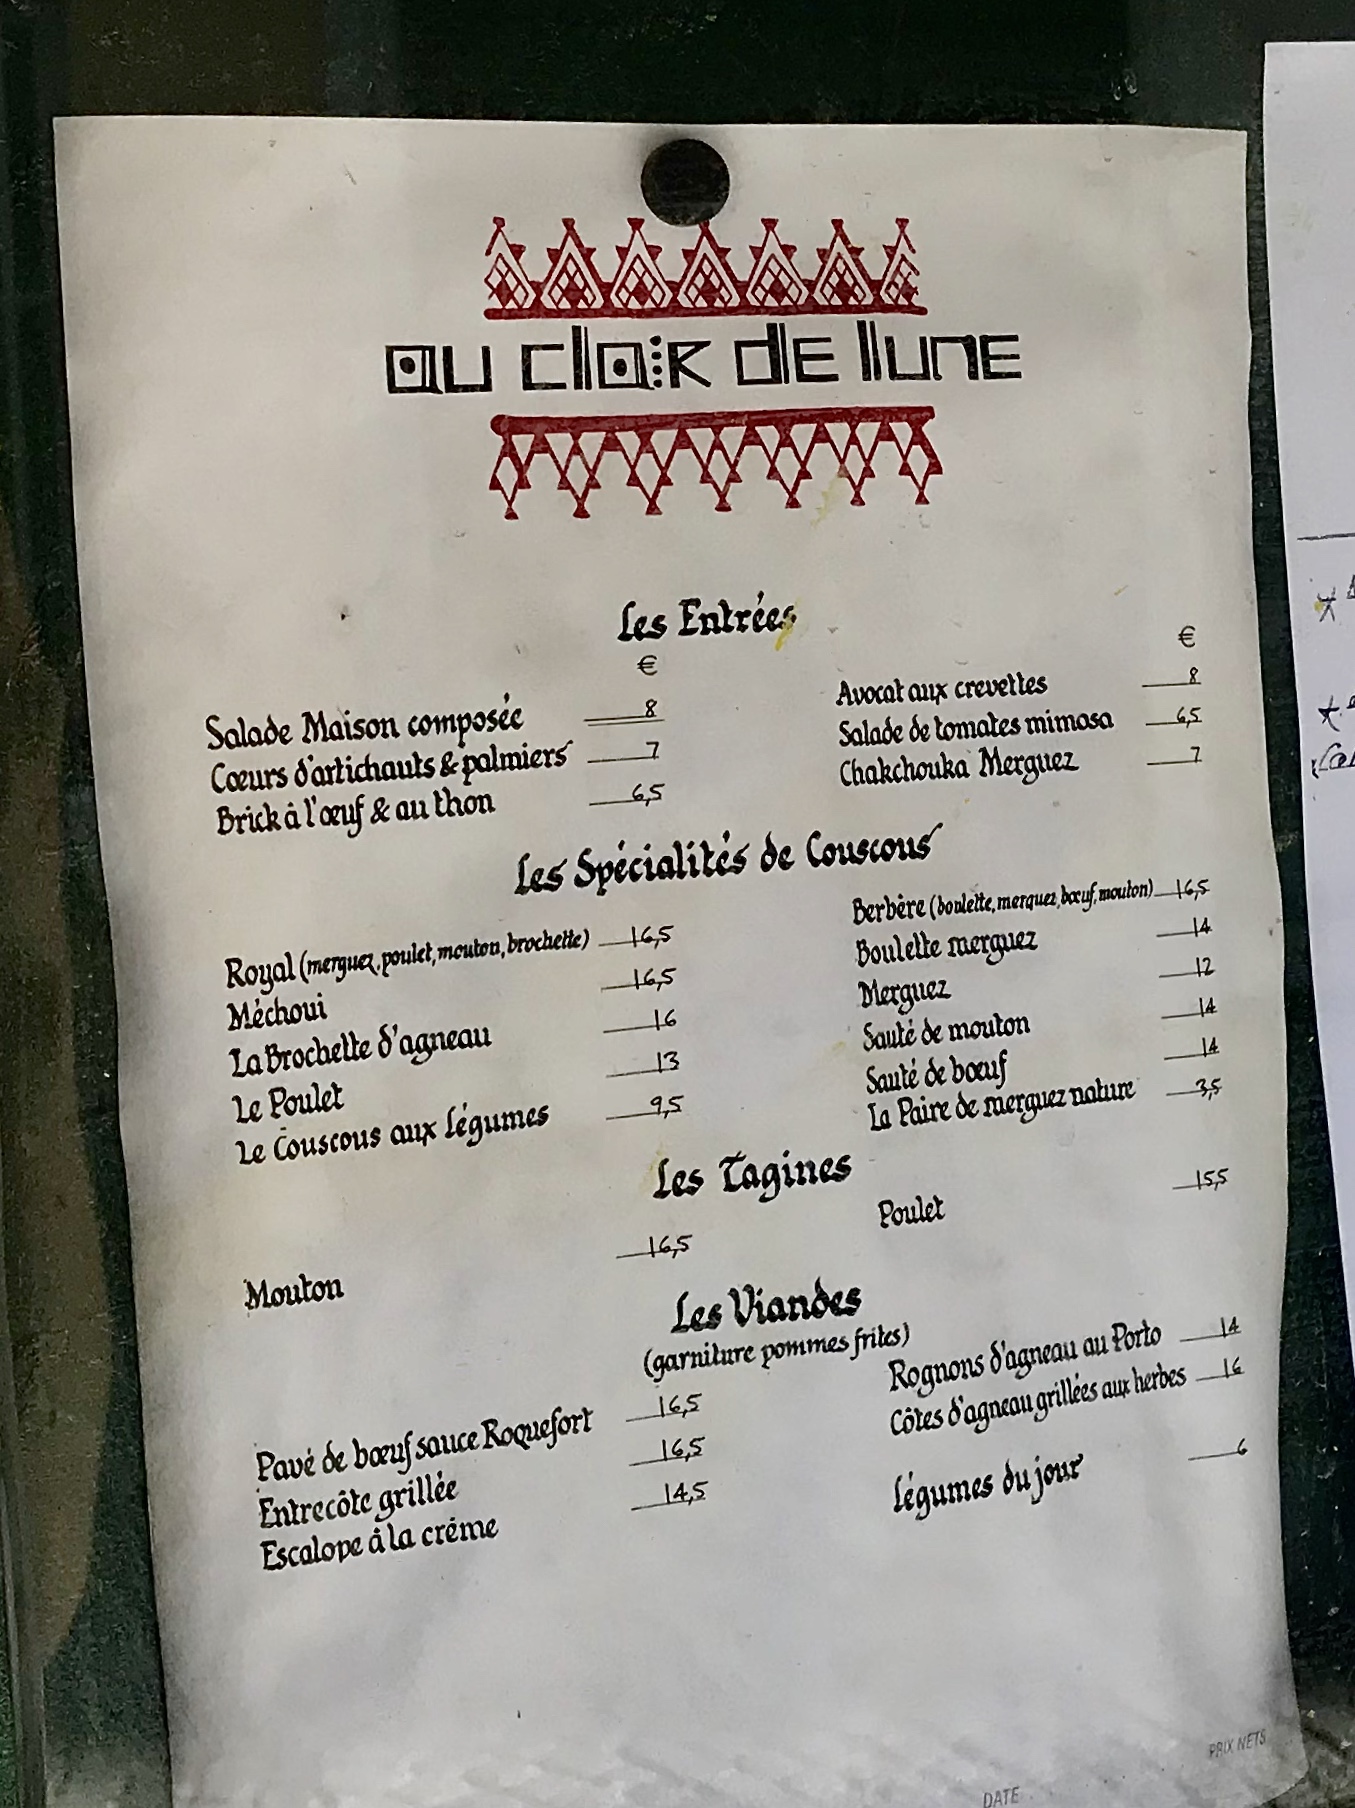 au clair de lune
Les Entrées
€
Salade Maison composée 8
Cœurs d'artichauts & palmiers 7
Brick à l'œuf & au thon 6,5
€
Avocat aux crevettes 8
Salade de tomates mimosa 6,5
Chakchouka Merguez 7
Les Spécialités de Couscous
Royal (merguez, poulet, mouton, brochette) 16,5
Méchoui 16,5
La Brochette d'agneau 16
Le Poulet 13
Le Couscous aux légumes 9,5
Berbère (boulette, merguez, bœuf, mouton) 16,5
Boulette merguez 14
Merguez 12
Sauté de mouton 14
Sauté de bœuf 14
La Paire de merguez nature 3,5
Les Tagines
Mouton 16,5
Poulet 15,5
Les Viandes
(garniture pommes frites)
Pavé de bœuf sauce Roquefort 16,5
Entrecôte grillée 16,5
Escalope à la crème 14,5
Rognons d'agneau au Porto 14
Côtes d'agneau grillées aux herbes 16
Légumes du jour 6
PRIX NETS
DATE